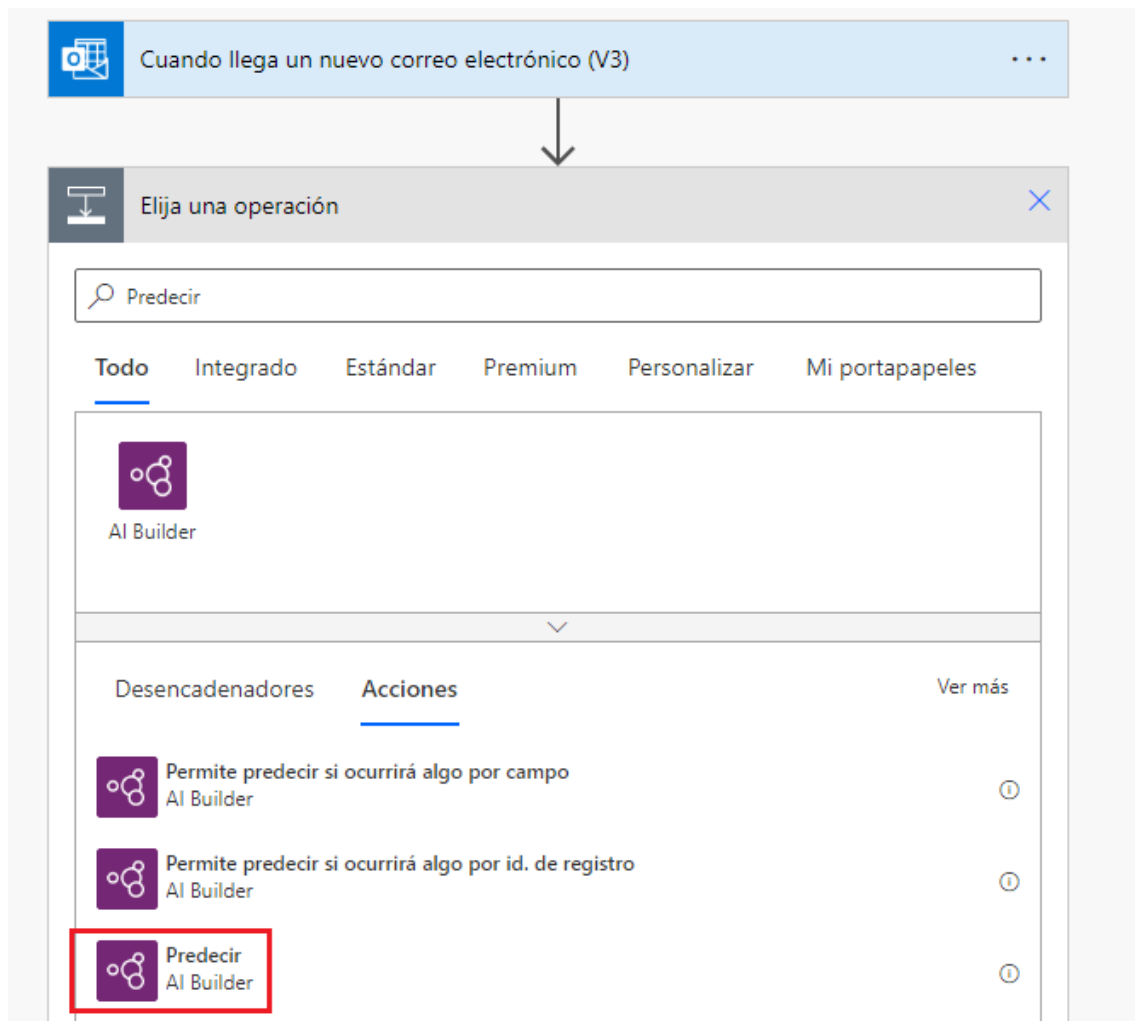 Cuando llega un nuevo correo electrónico (V3)
Elija una operación
Predecir
Todo Integrado Estándar Premium Personalizar Mi portapapeles
AI Builder
Desencadenadores Acciones Ver más
Permite predecir si ocurrirá algo por campo
AI Builder
Permite predecir si ocurrirá algo por id. de registro
AI Builder
Predecir
AI Builder